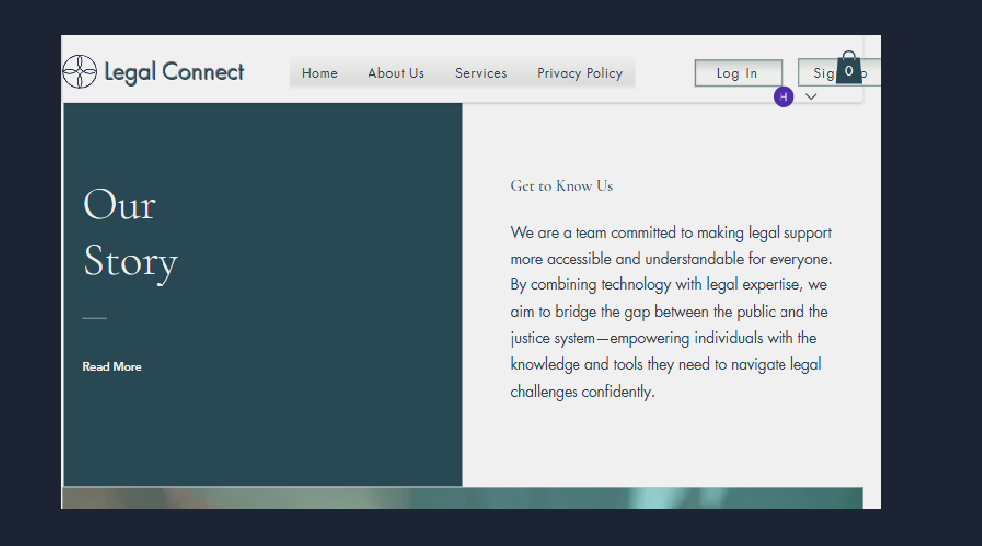 Legal Connect
Home About Us Services Privacy Policy
Log In
0
H
Our
Story
Read More
Get to Know Us
We are a team committed to making legal support
more accessible and understandable for everyone.
By combining technology with legal expertise, we
aim to bridge the gap between the public and the
justice system—empowering individuals with the
knowledge and tools they need to navigate legal
challenges confidently.